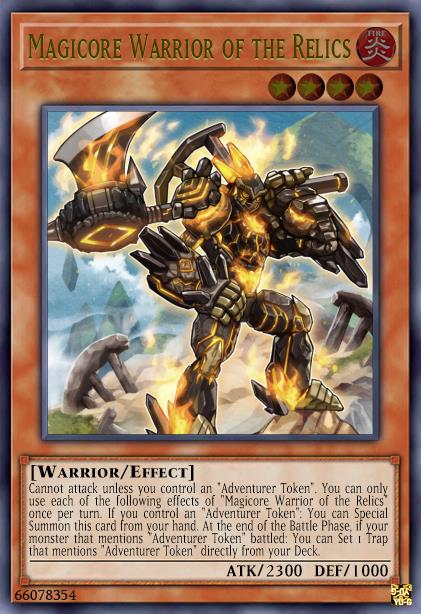 MAGICORE WARRIOR OF THE RELICS
FIRE
炎
[WARRIOR/EFFECT]
Cannot attack unless you control an "Adventurer Token". You can only
use each of the following effects of "Magicore Warrior of the Relics"
once per turn. If you control an "Adventurer Token": You can Special
Summon this card from your hand. At the end of the Battle Phase, if your
monster that mentions "Adventurer Token" battled: You can Set 1 Trap
that mentions "Adventurer Token" directly from your Deck.
ATK/2300 DEF/1000
66078354